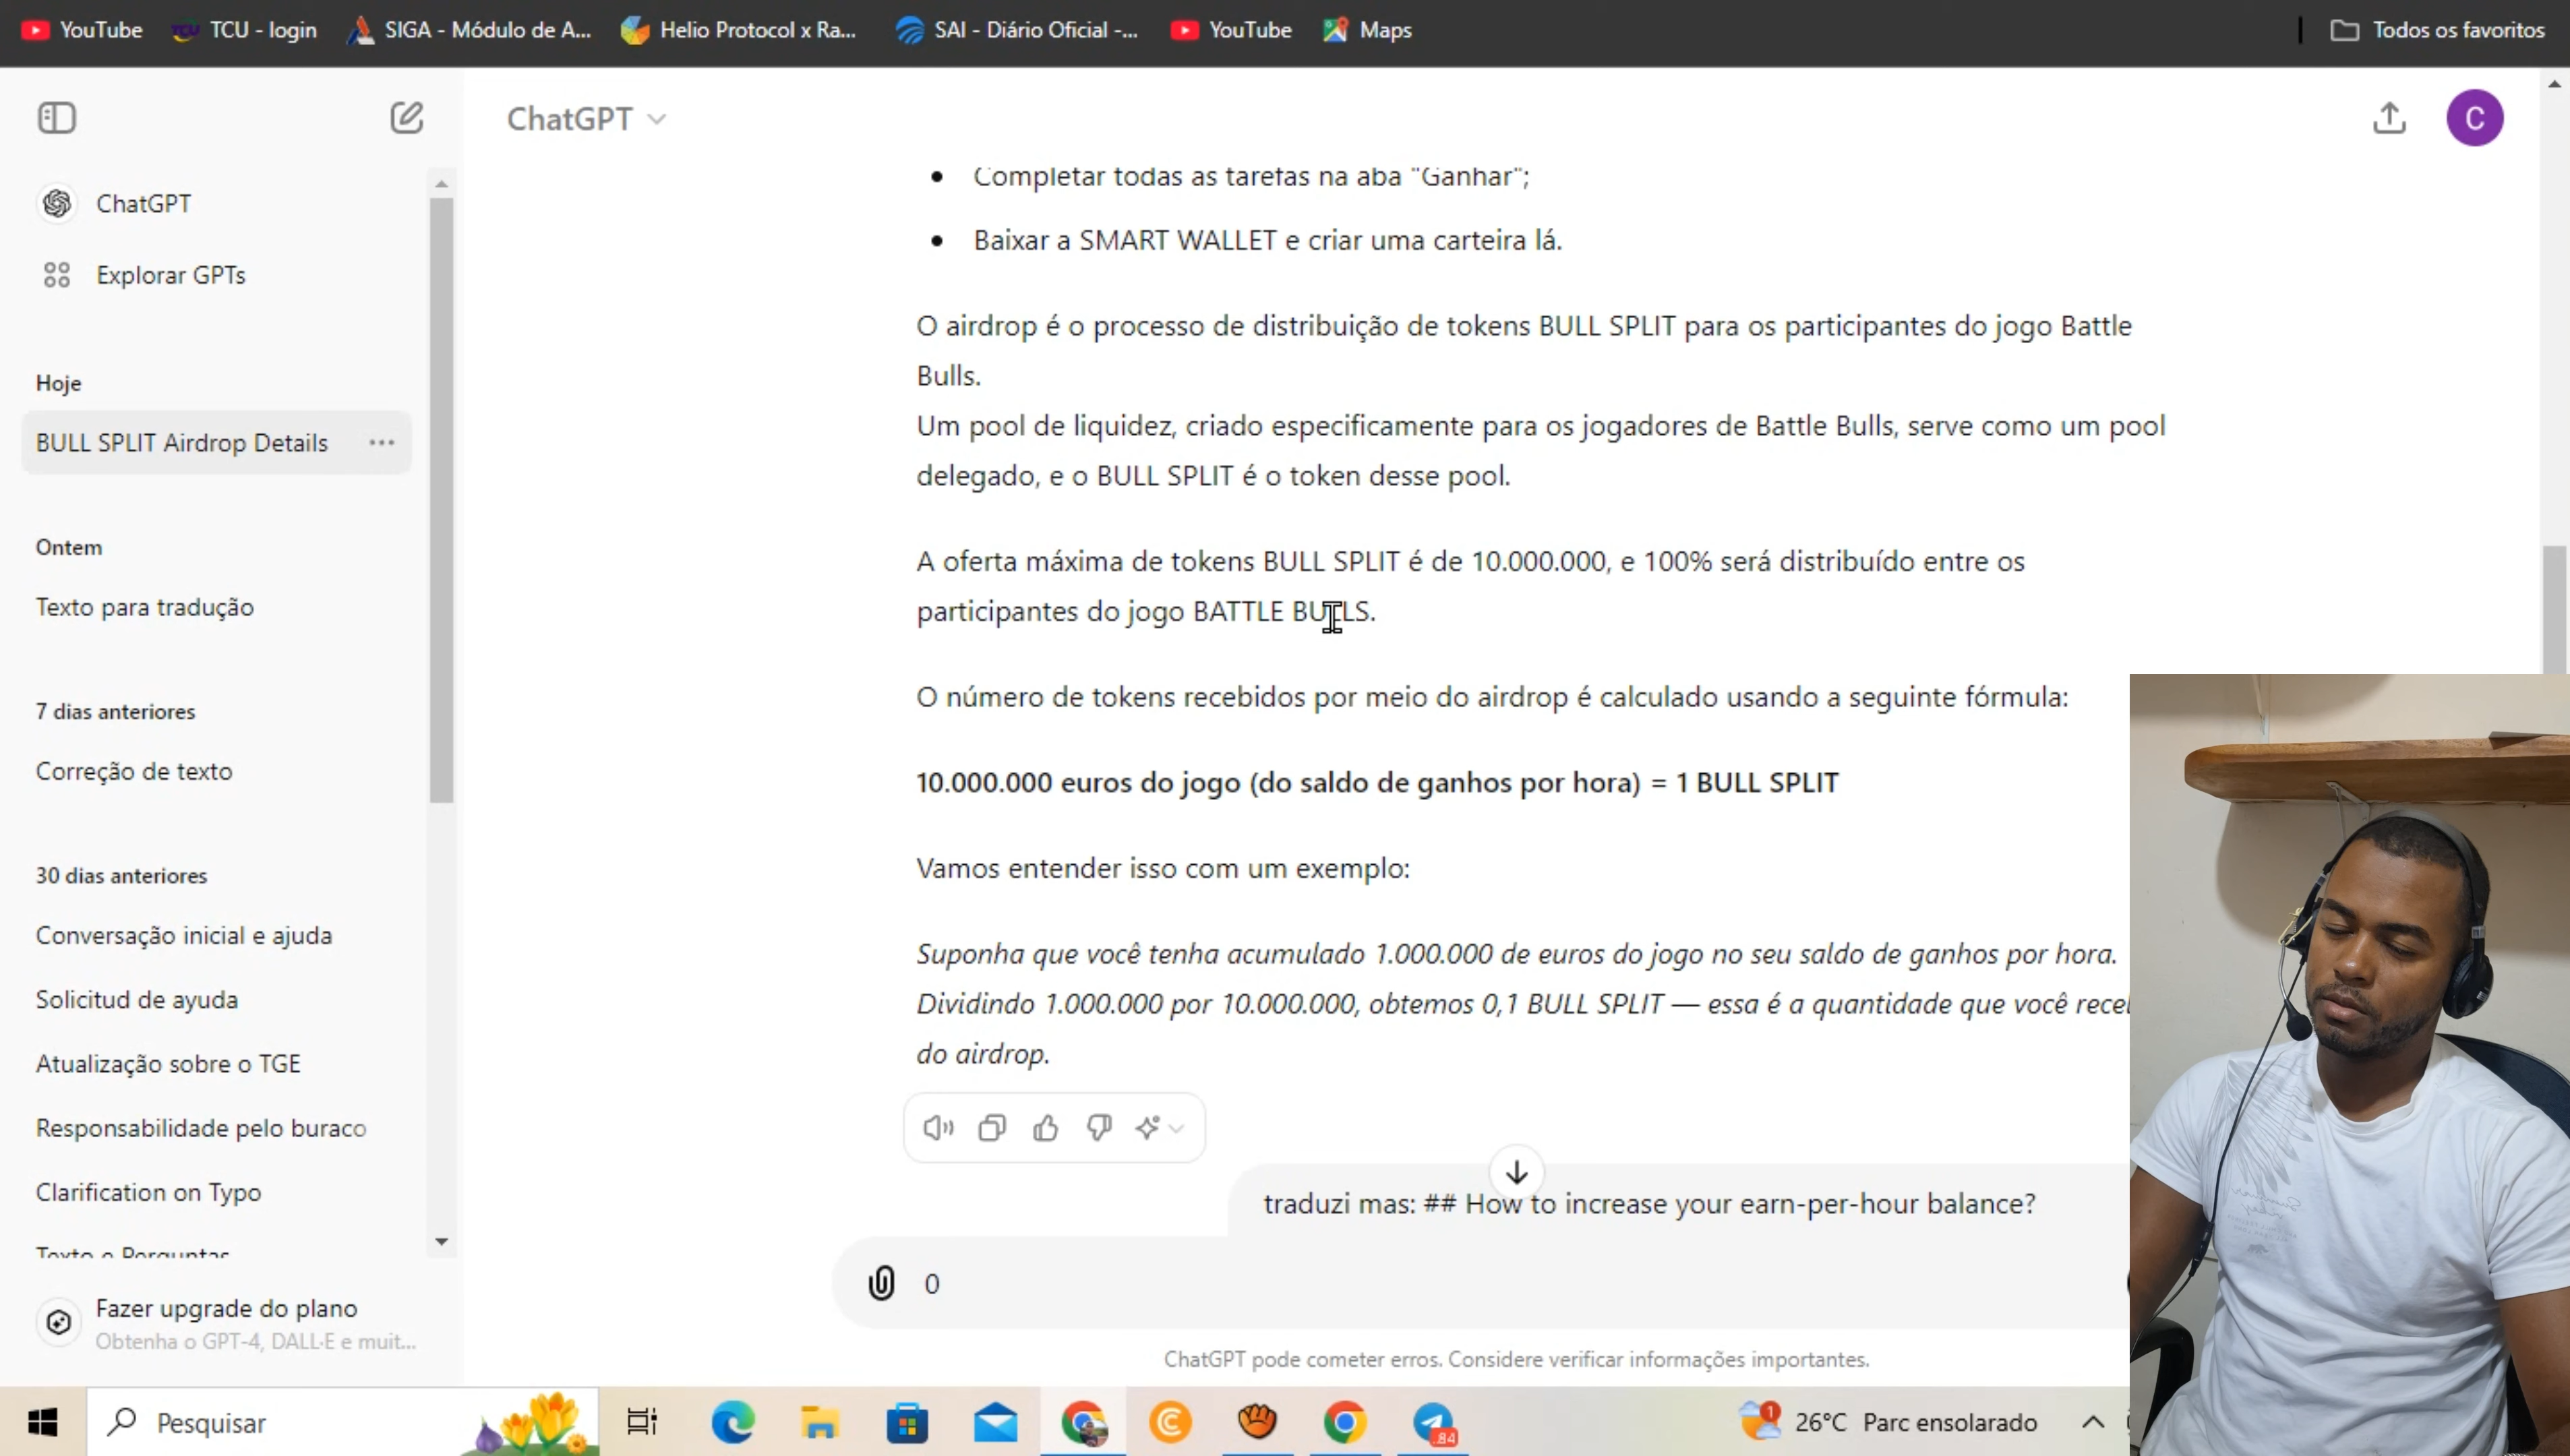 YouTube
TCU - login
SIGA - Módulo de A...
Helio Protocol x Ra...
SAI - Diário Oficial -...
YouTube
Maps
Todos os favoritos
ChatGPT
C
ChatGPT
Explorar GPTs
Hoje
BULL SPLIT Airdrop Details
Ontem
Texto para tradução
7 dias anteriores
Correção de texto
30 dias anteriores
Conversação inicial e ajuda
Solicitud de ayuda
Atualização sobre o TGE
Responsabilidade pelo buraco
Clarification on Typo
Texto e Perguntas
Fazer upgrade do plano
Obtenha o GPT-4, DALL·E e muit...
• Completar todas as tarefas na aba "Ganhar";
• Baixar a SMART WALLET e criar uma carteira lá.
O airdrop é o processo de distribuição de tokens BULL SPLIT para os participantes do jogo Battle
Bulls.
Um pool de liquidez, criado especificamente para os jogadores de Battle Bulls, serve como um pool
delegado, e o BULL SPLIT é o token desse pool.
A oferta máxima de tokens BULL SPLIT é de 10.000.000, e 100% será distribuído entre os
participantes do jogo BATTLE BULLS.
O número de tokens recebidos por meio do airdrop é calculado usando a seguinte fórmula:
10.000.000 euros do jogo (do saldo de ganhos por hora) = 1 BULL SPLIT
Vamos entender isso com um exemplo:
Suponha que você tenha acumulado 1.000.000 de euros do jogo no seu saldo de ganhos por hora.
Dividindo 1.000.000 por 10.000.000, obtemos 0,1 BULL SPLIT — essa é a quantidade que você
do airdrop.
traduzi mas: ## How to increase your earn-per-hour balance?
0
ChatGPT pode cometer erros. Considere verificar informações importantes.
Pesquisar
84
1
26°C Parc ensolarado